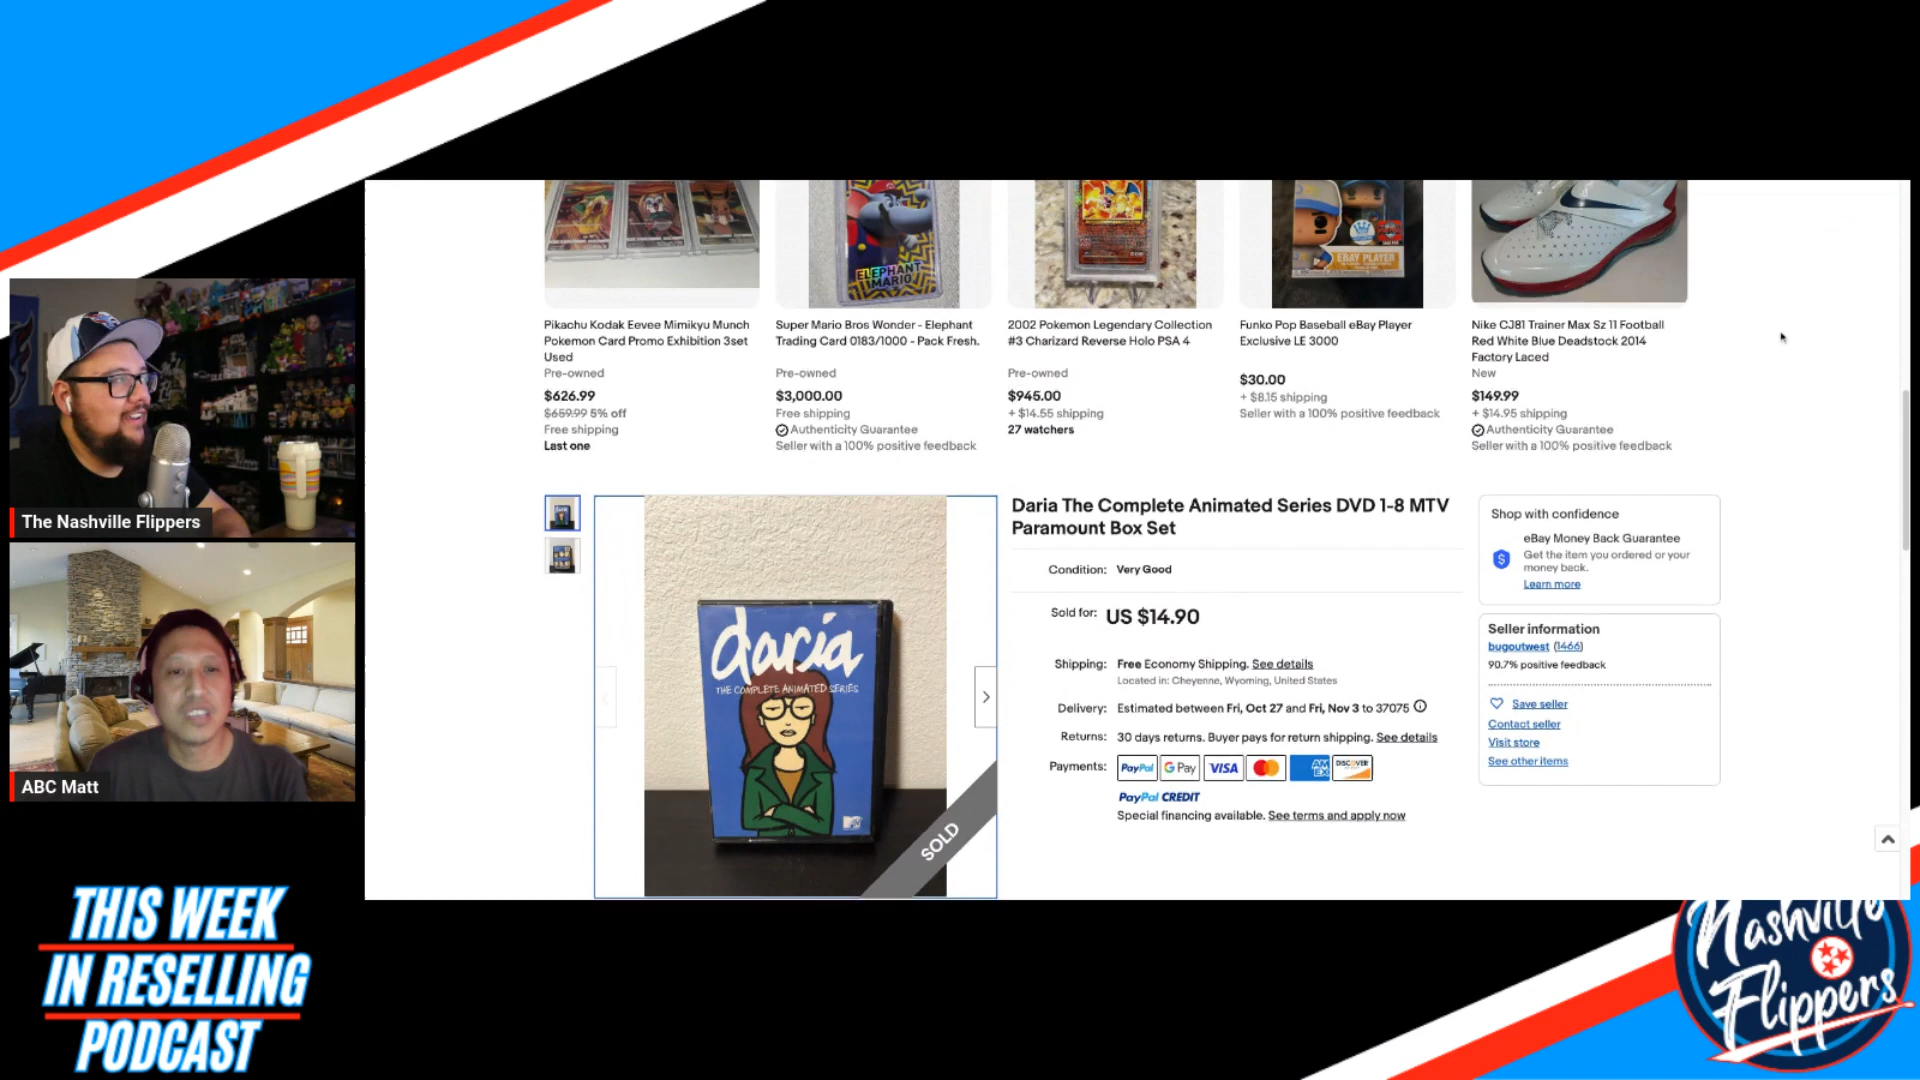 ELEPHANT
MARIO
EBAY PLAYER
Pikachu Kodak Eevee Mimikyu Munch
Pokemon Card Promo Exhibition 3set
Used
Pre-owned
$626.99
$659.99 5% off
Free shipping
Last one
Super Mario Bros Wonder - Elephant
Trading Card 0183/1000 - Pack Fresh.
Pre-owned
$3,000.00
Free shipping
Authenticity Guarantee
Seller with a 100% positive feedback
2002 Pokemon Legendary Collection
#3 Charizard Reverse Holo PSA 4
Pre-owned
$945.00
+ $14.55 shipping
27 watchers
Funko Pop Baseball eBay Player
Exclusive LE 3000
$30.00
+ $8.15 shipping
Seller with a 100% positive feedback
Nike CJ81 Trainer Max Sz 11 Football
Red White Blue Deadstock 2014
Factory Laced
New
$149.99
+ $14.95 shipping
Authenticity Guarantee
Seller with a 100% positive feedback
The Nashville Flippers
ABC Matt
daria
THE COMPLETE ANIMATED SERIES
SOLD
Daria The Complete Animated Series DVD 1-8 MTV
Paramount Box Set
Condition: Very Good
Sold for: US $14.90
Shipping: Free Economy Shipping. See details
Located in: Cheyenne, Wyoming, United States
Delivery: Estimated between Fri, Oct 27 and Fri, Nov 3 to 37075
Returns: 30 days returns. Buyer pays for return shipping. See details
Payments: PayPal G Pay VISA AM EX DISCOVER
PayPal CREDIT
Special financing available. See terms and apply now
Shop with confidence
eBay Money Back Guarantee
Get the item you ordered or your
money back.
Learn more
Seller information
bugoutwest (1466)
90.7% positive feedback
Save seller
Contact seller
Visit store
See other items
THIS WEEK
IN RESELLING
PODCAST
Nashville
Flippers